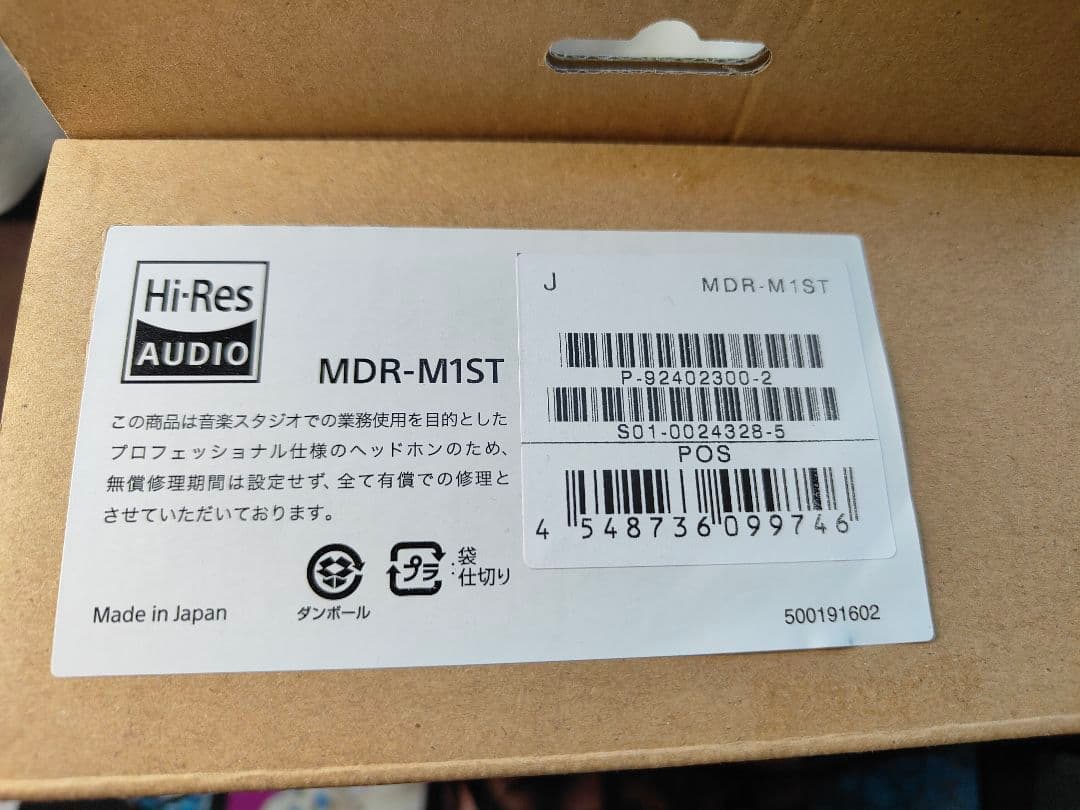 Hi-Res
AUDIO
MDR-M1ST
この商品は音楽スタジオでの業務使用を目的とした
プロフェッショナル仕様のヘッドホンのため、
無償修理期間は設定せず、全て有償での修理と
させていただいております。
ダンボール
プラ
:袋
:仕切り
Made in Japan
J
MDR-M1ST
P-92402300-2
S01-0024328-5
POS
4 548736 099746
500191602